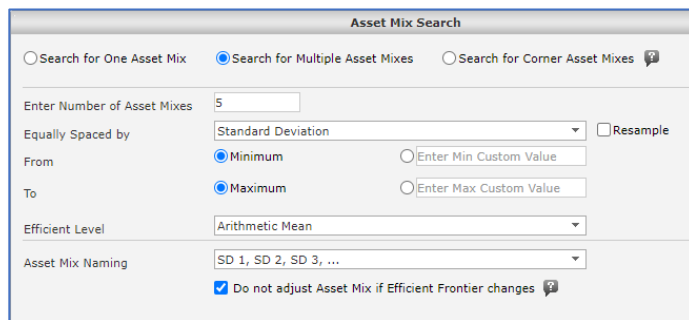 Asset Mix Search
Search for One Asset Mix Search for Multiple Asset Mixes Search for Corner Asset Mixes ?
Enter Number of Asset Mixes 5
Equally Spaced by Standard Deviation Resample
From Minimum Enter Min Custom Value
To Maximum Enter Max Custom Value
Efficient Level Arithmetic Mean
Asset Mix Naming SD 1, SD 2, SD 3, ...
Do not adjust Asset Mix if Efficient Frontier changes ?